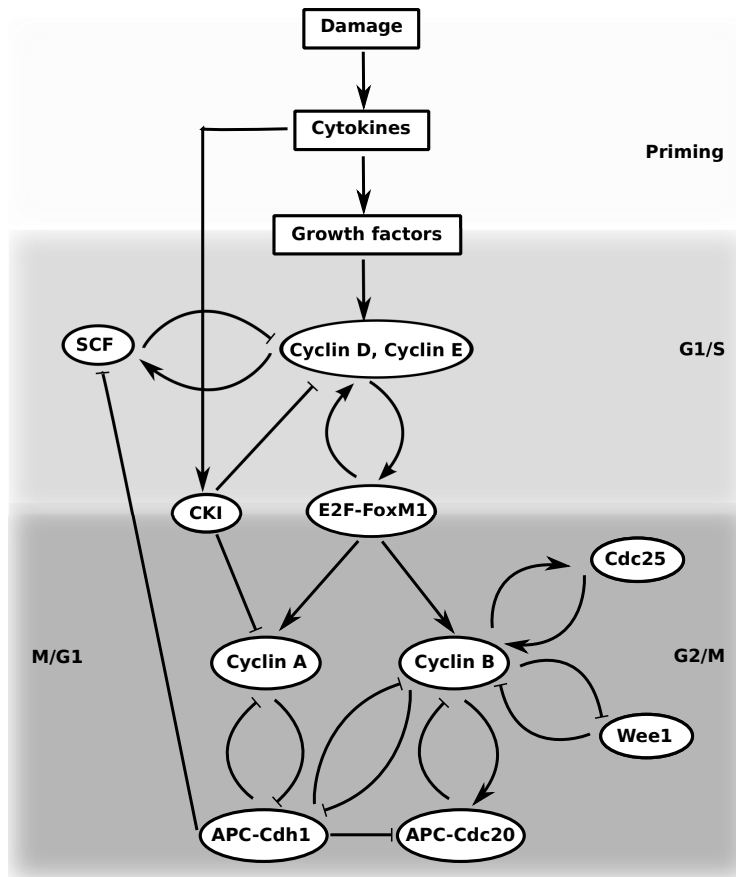 Damage
Cytokines
Priming
Growth factors
SCF
Cyclin D, Cyclin E
G1/S
CKI
E2F-FoxM1
Cdc25
M/G1
Cyclin A
Cyclin B
G2/M
Wee1
APC-Cdh1
APC-Cdc20